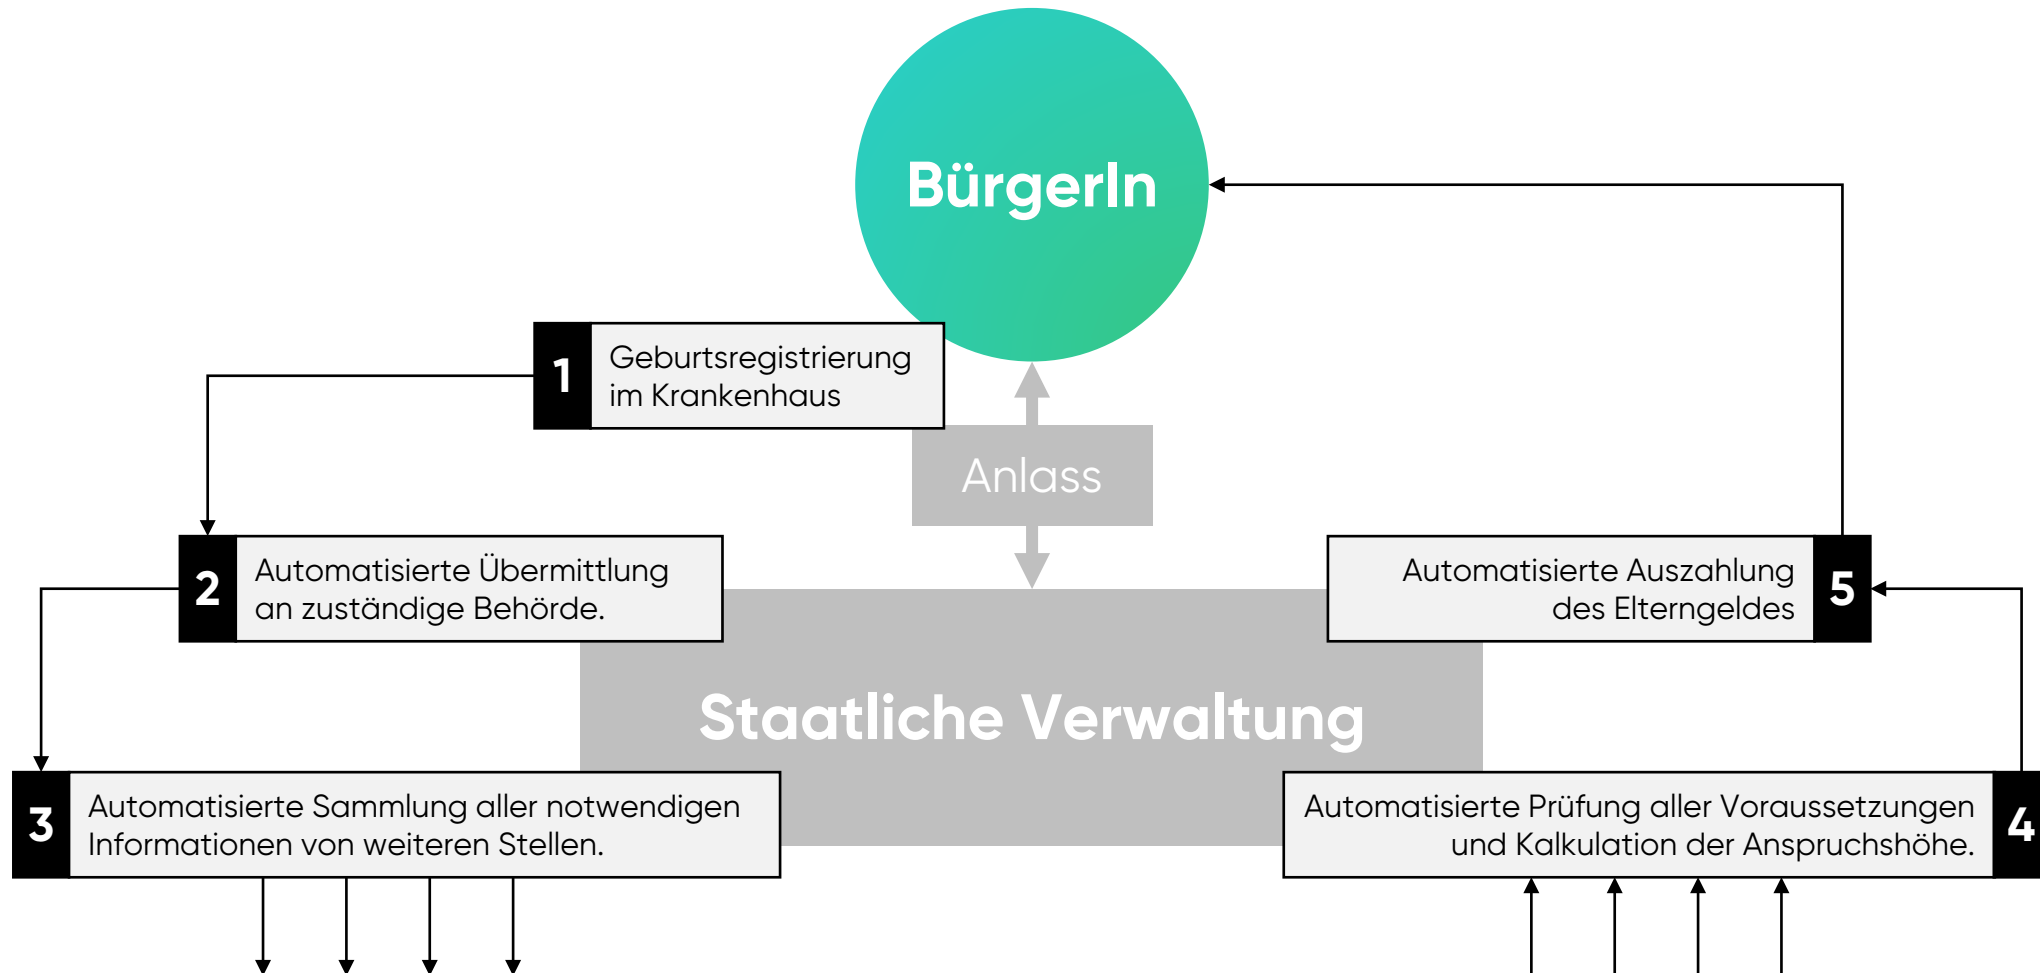 BürgerIn
1
Geburtsregistrierung
im Krankenhaus
Anlass
2
Automatisierte Übermittlung
an zuständige Behörde.
Automatisierte Auszahlung
des Elterngeldes
5
Staatliche Verwaltung
3
Automatisierte Sammlung aller notwendigen
Informationen von weiteren Stellen.
Automatisierte Prüfung aller Voraussetzungen
und Kalkulation der Anspruchshöhe.
4